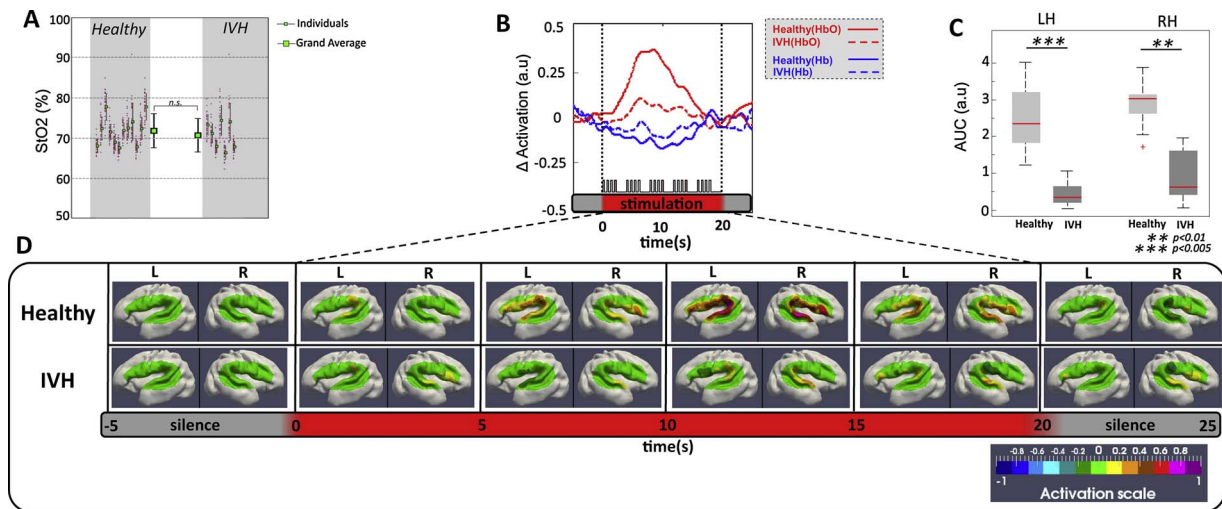 A
Healthy
IVH
Individuals
Grand Average
n.s.
StO2 (%)
100
90
80
70
60
50
B
Healthy(HbO)
IVH(HbO)
Healthy(Hb)
IVH(Hb)
Δ Activation (a.u)
0.5
0.25
0
-0.25
-0.5
stimulation
0
10
20
time(s)
C
LH
RH
***
**
AUC (a.u)
4
3
2
1
0
Healthy
IVH
Healthy
IVH
** p<0.01
*** p<0.005
D
L
R
L
R
L
R
L
R
L
R
L
R
Healthy
IVH
-5
silence
0
5
10
15
20
silence
25
time(s)
-0.8
-0.6
-0.4
-0.2
0
0.2
0.4
0.6
0.8
-1
1
Activation scale